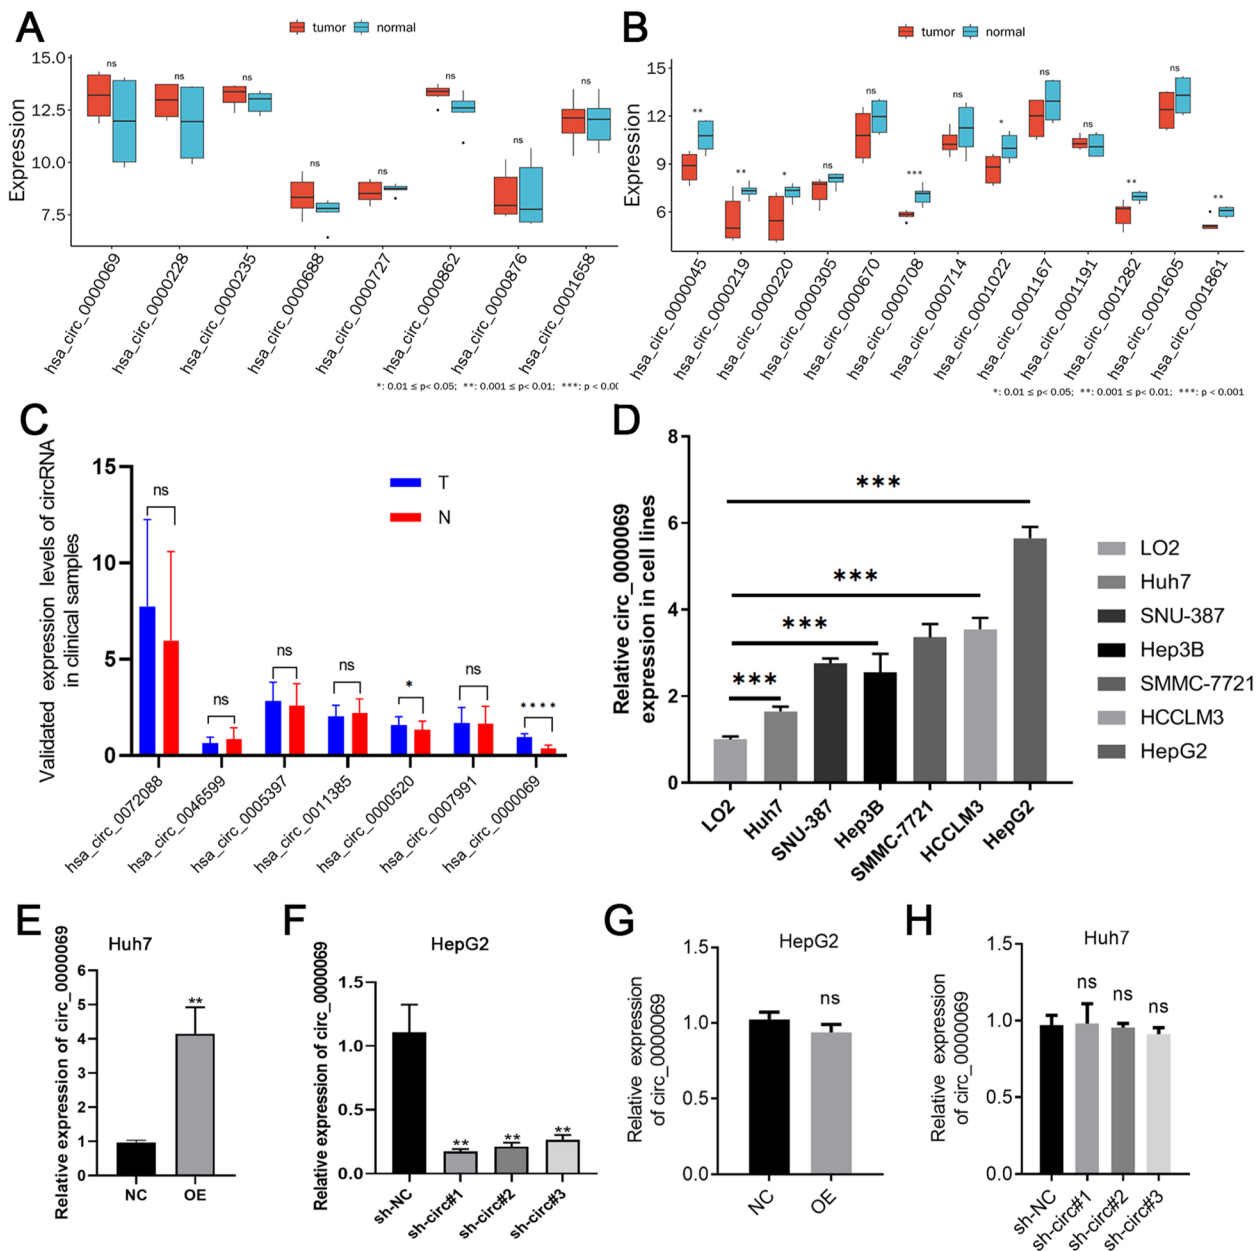 A
tumor normal
Expression
15.0
12.5
10.0
7.5
ns
ns
ns
ns
ns
ns
ns
ns
hsa_circ_0000069
hsa_circ_0000228
hsa_circ_0000235
hsa_circ_0000688
hsa_circ_0000727
hsa_circ_0000862
hsa_circ_0000876
hsa_circ_0001658
*: 0.01 ≤ p< 0.05; **: 0.001 ≤ p< 0.01; ***: p < 0.00
B
tumor normal
Expression
15
12
9
6
**
**
*
ns
ns
***
ns
*
ns
ns
**
ns
**
hsa_circ_0000045
hsa_circ_0000219
hsa_circ_0000220
hsa_circ_0000305
hsa_circ_0000670
hsa_circ_0000708
hsa_circ_0000714
hsa_circ_0001022
hsa_circ_0001167
hsa_circ_0001191
hsa_circ_0001282
hsa_circ_0001605
hsa_circ_0001861
*: 0.01 ≤ p< 0.05; **: 0.001 ≤ p< 0.01; ***: p < 0.001
C
Validated expression levels of circRNA
in clinical samples
15
10
5
0
T
N
ns
ns
ns
ns
*
ns
****
hsa_circ_0072088
hsa_circ_0046599
hsa_circ_0005397
hsa_circ_0011385
hsa_circ_0000520
hsa_circ_0007991
hsa_circ_0000069
D
Relative circ_0000069
expression in cell lines
8
6
4
2
0
***
***
***
***
LO2
Huh7
SNU-387
Hep3B
SMMC-7721
HCCLM3
HepG2
LO2
Huh7
SNU-387
Hep3B
SMMC-7721
HCCLM3
HepG2
E
Huh7
Relative expression of circ_0000069
6
5
4
3
2
1
0
**
NC
OE
F
HepG2
Relative expression of circ_0000069
1.5
1.0
0.5
0.0
**
**
**
sh-NC
sh-circ#1
sh-circ#2
sh-circ#3
G
HepG2
Relative expression
of circ_0000069
1.5
1.0
0.5
0.0
ns
NC
OE
H
Huh7
Relative expression
of circ_0000069
1.5
1.0
0.5
0.0
ns
ns
ns
sh-NC
sh-circ#1
sh-circ#2
sh-circ#3